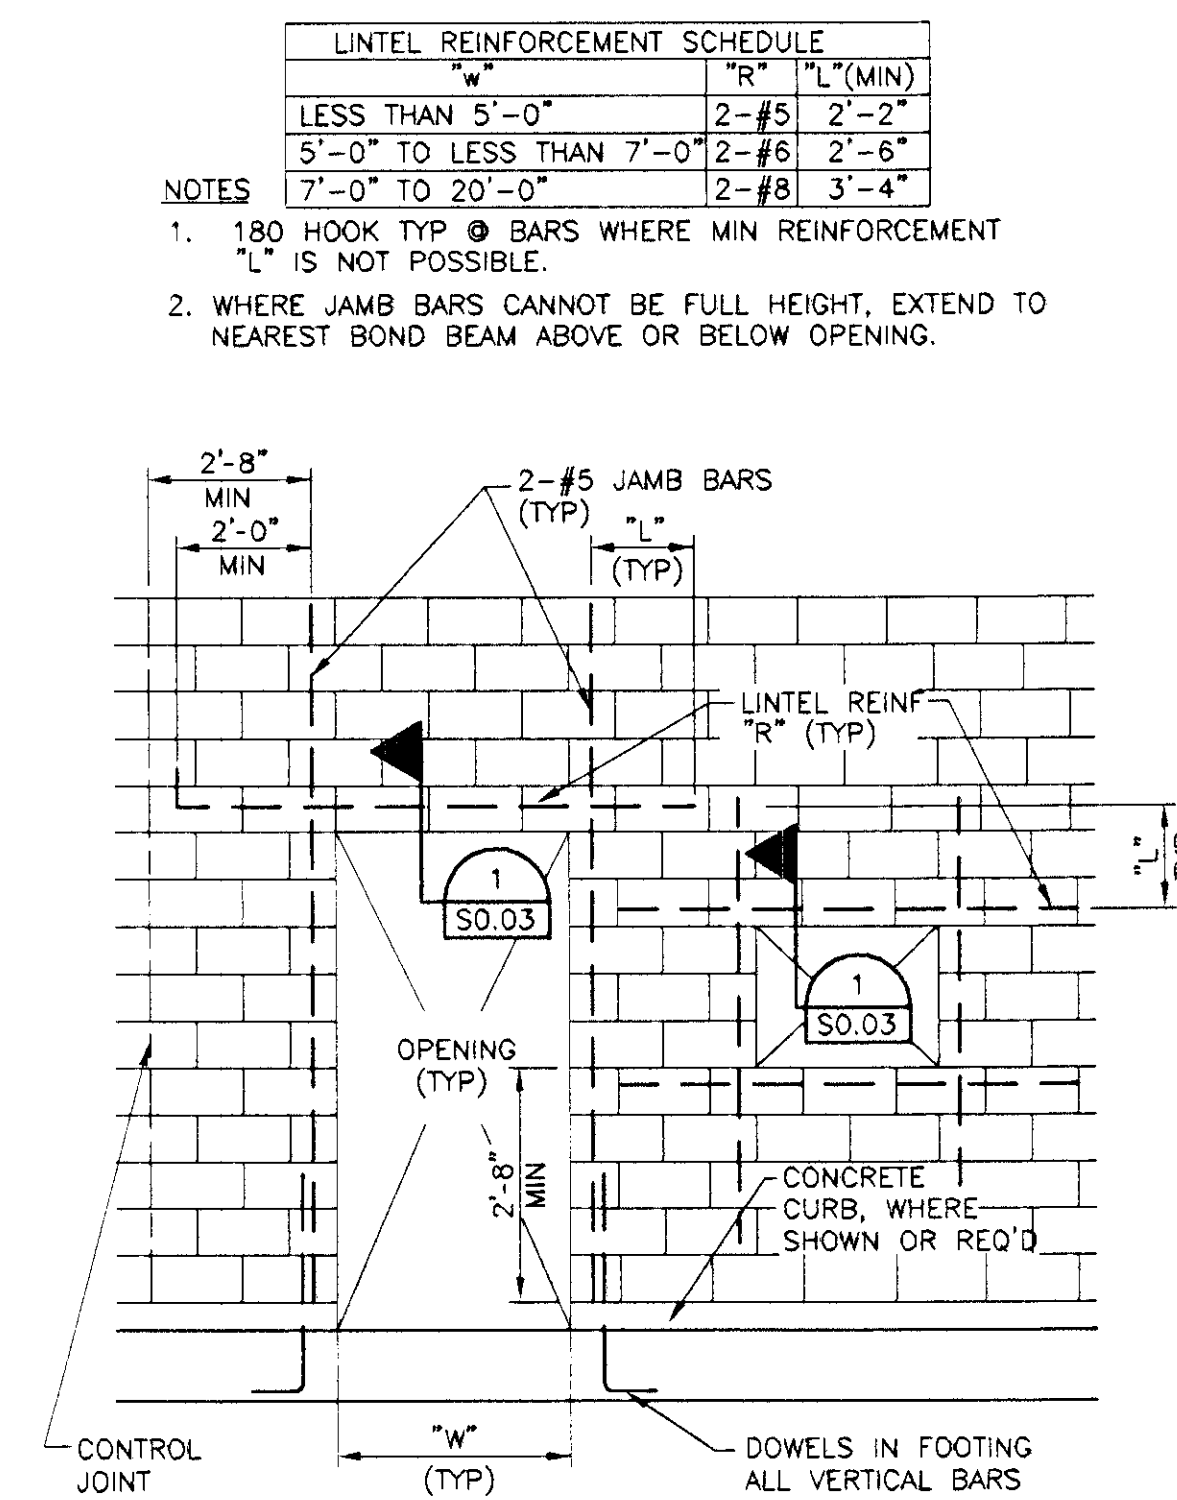 LINTEL REINFORCEMENT SCHEDULE
"W" "R" "L"(MIN)
LESS THAN 5'-0" 2-#5 2'-2"
5'-0" TO LESS THAN 7'-0" 2-#6 2'-6"
7'-0" TO 20'-0" 2-#8 3'-4"
NOTES
1. 180 HOOK TYP @ BARS WHERE MIN REINFORCEMENT
"L" IS NOT POSSIBLE.
2. WHERE JAMB BARS CANNOT BE FULL HEIGHT, EXTEND TO
NEAREST BOND BEAM ABOVE OR BELOW OPENING.
2'-8"
MIN
2'-0"
MIN
2-#5 JAMB BARS
(TYP)
"L"
(TYP)
LINTEL REINF
"R" (TYP)
"L"
1
S0.03
1
S0.03
OPENING
(TYP)
2'-8"
MIN
CONCRETE
CURB, WHERE
SHOWN OR REQ'D
CONTROL
JOINT
"W"
(TYP)
DOWELS IN FOOTING
ALL VERTICAL BARS